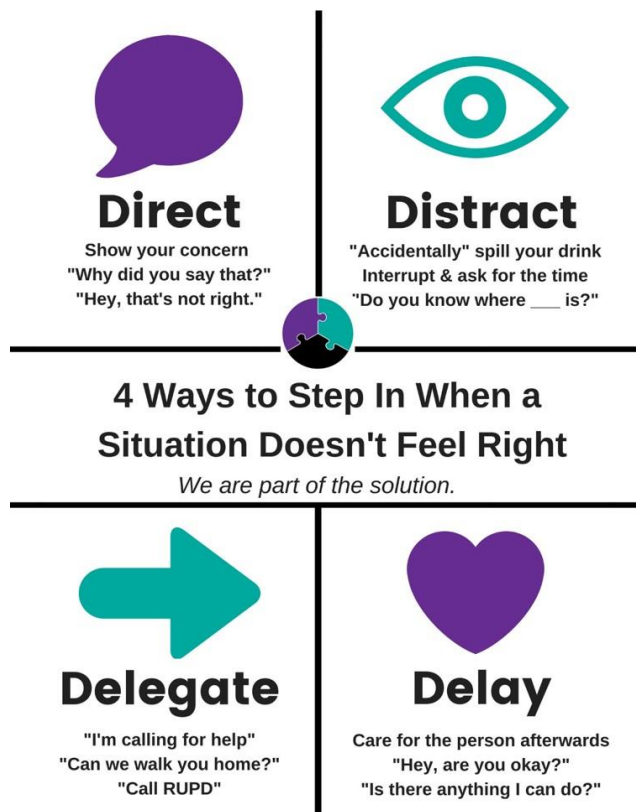 Direct
Show your concern
"Why did you say that?"
"Hey, that's not right."
Distract
"Accidentally" spill your drink
Interrupt & ask for the time
"Do you know where ___ is?"
4 Ways to Step In When a
Situation Doesn't Feel Right
We are part of the solution.
Delegate
"I'm calling for help"
"Can we walk you home?"
"Call RUPD"
Delay
Care for the person afterwards
"Hey, are you okay?"
"Is there anything I can do?"